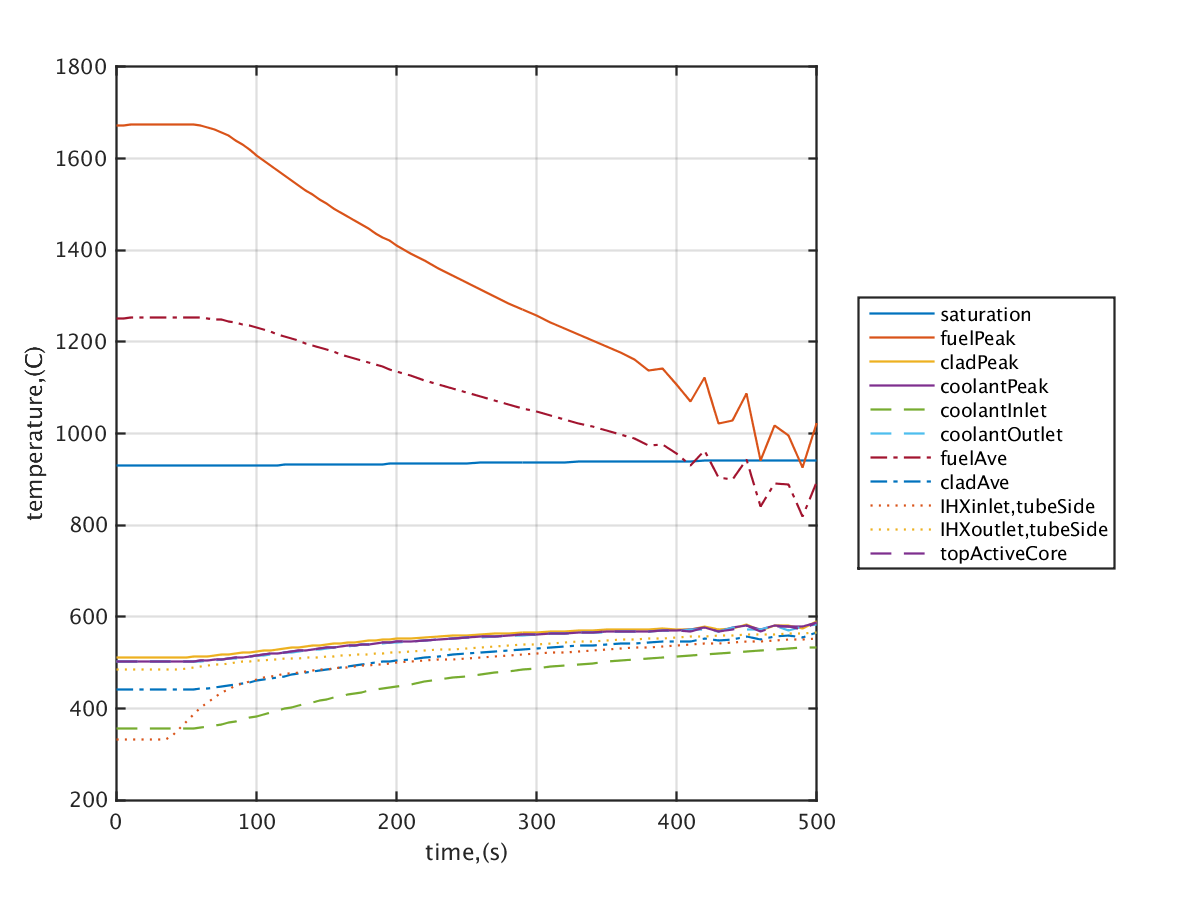 1800
1600
1400
1200
1000
800
600
400
200
temperature,(C)
0 100 200 300 400 500
time,(s)
saturation
fuelPeak
cladPeak
coolantPeak
coolantInlet
coolantOutlet
fuelAve
cladAve
IHXinlet,tubeSide
IHXoutlet,tubeSide
topActiveCore